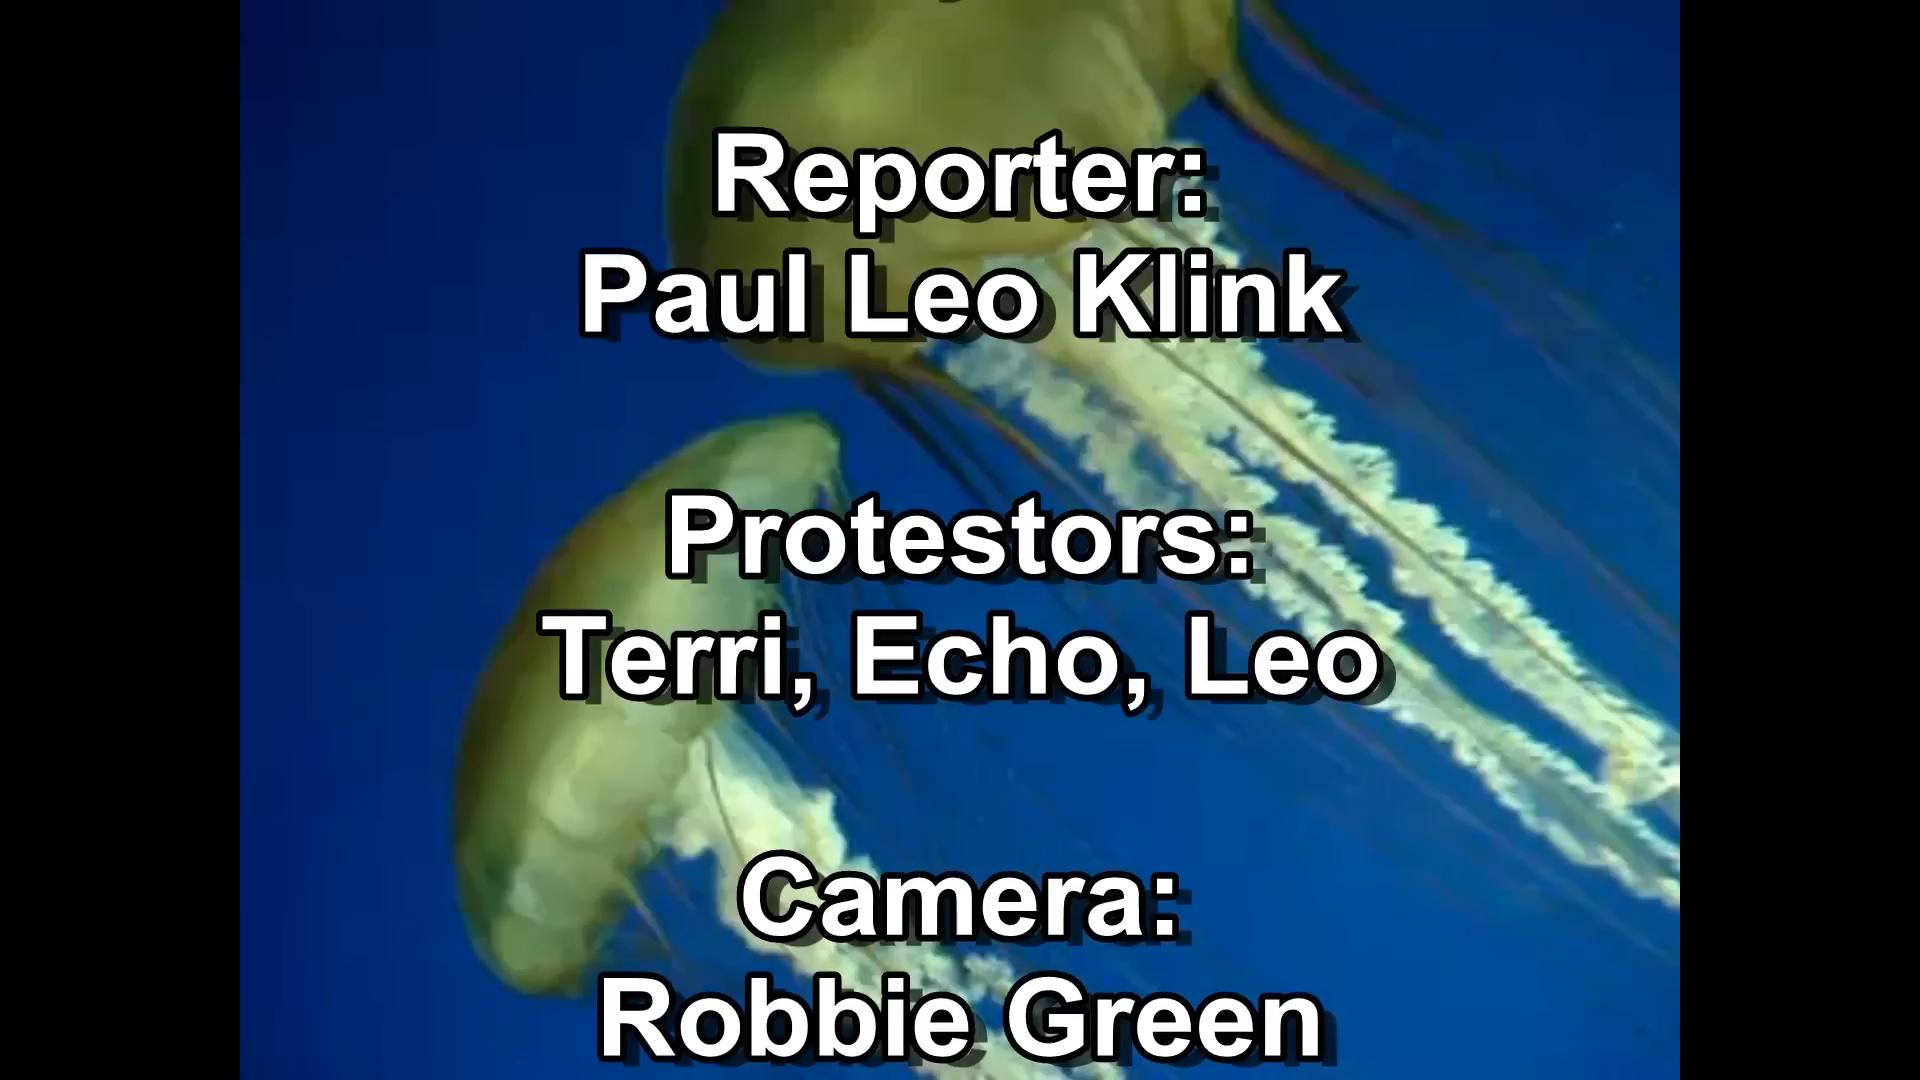 Reporter:
Paul Leo Klink
Protestors:
Terri, Echo, Leo
Camera:
Robbie Green